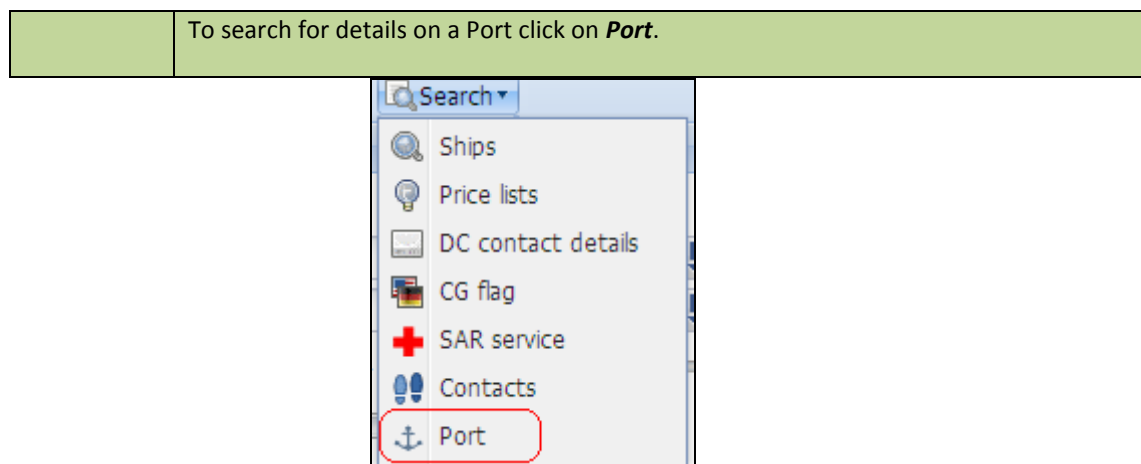 To search for details on a Port click on Port.
Search
Ships
Price lists
DC contact details
CG flag
SAR service
Contacts
Port